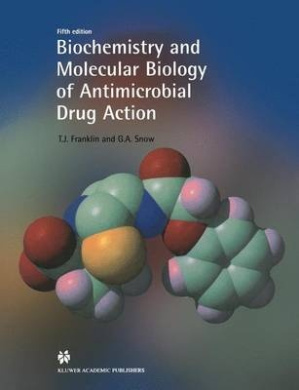 Fifth edition
Biochemistry and
Molecular Biology
of Antimicrobial
Drug Action
T.J. Franklin and G.A. Snow
KLUWER ACADEMIC PUBLISHERS